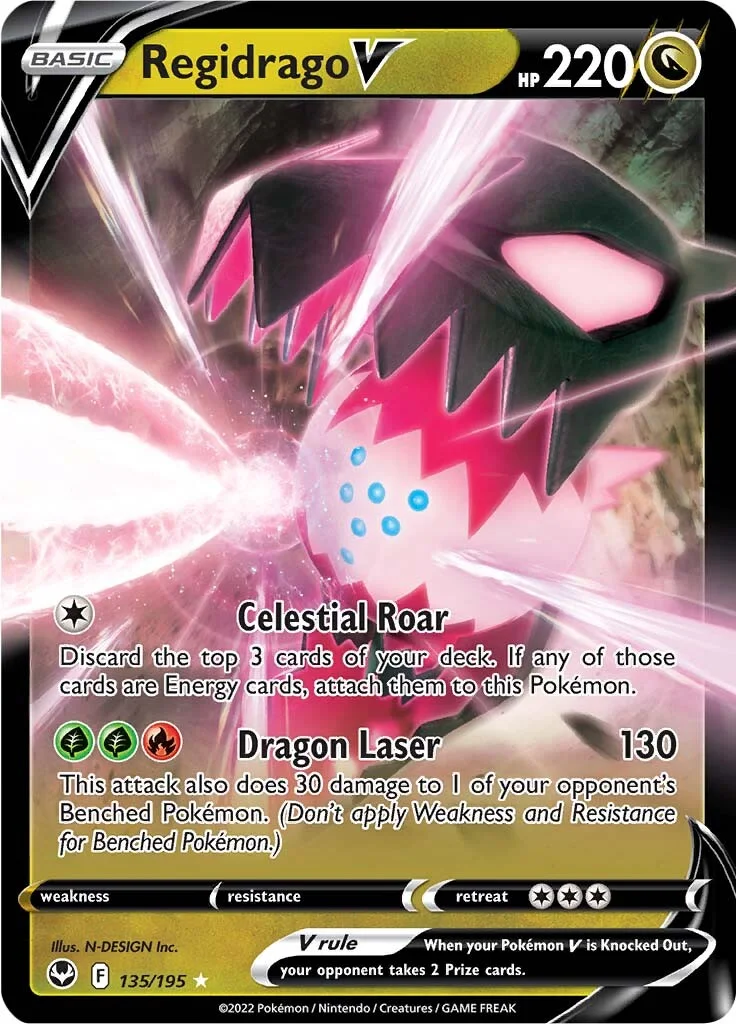 BASIC Regidrago V HP 220
Celestial Roar
Discard the top 3 cards of your deck. If any of those
cards are Energy cards, attach them to this Pokémon.
Dragon Laser 130
This attack also does 30 damage to 1 of your opponent's
Benched Pokémon. (Don't apply Weakness and Resistance
for Benched Pokémon.)
weakness resistance retreat
Illus. N-DESIGN Inc.
V rule When your Pokémon V is Knocked Out,
your opponent takes 2 Prize cards.
F 135/195
©2022 Pokémon / Nintendo / Creatures / GAME FREAK